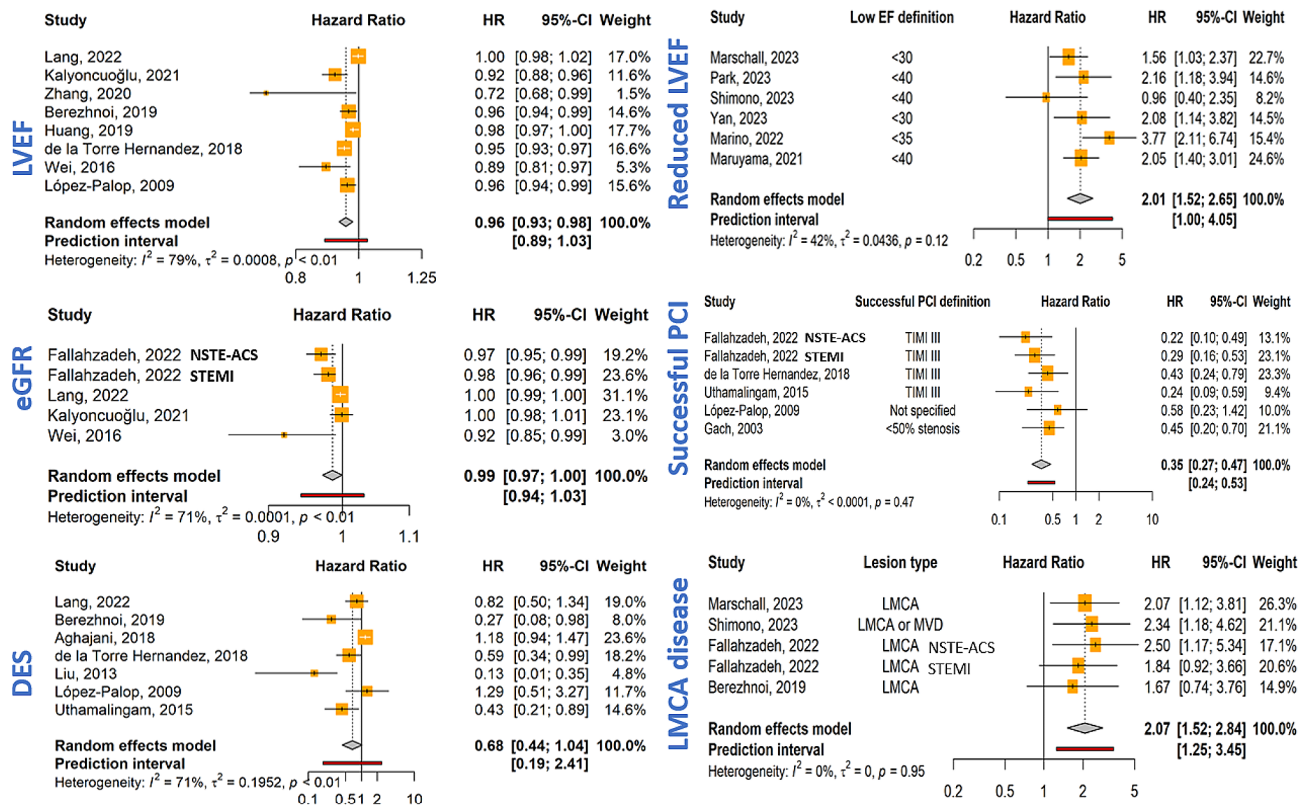 LVEF
Study Hazard Ratio HR 95%-CI Weight
Lang, 2022 1.00 [0.98; 1.02] 17.0%
Kalyoncuoğlu, 2021 0.92 [0.88; 0.96] 11.6%
Zhang, 2020 0.72 [0.68; 0.99] 1.5%
Berezhnoi, 2019 0.96 [0.94; 0.99] 14.6%
Huang, 2019 0.98 [0.97; 1.00] 17.7%
de la Torre Hernandez, 2018 0.95 [0.93; 0.97] 16.6%
Wei, 2016 0.89 [0.81; 0.97] 5.3%
López-Palop, 2009 0.96 [0.94; 0.99] 15.6%
Random effects model 0.96 [0.93; 0.98] 100.0%
Prediction interval [0.89; 1.03]
Heterogeneity: I² = 79%, τ² = 0.0008, p < 0.01
0.8 1 1.25
eGFR
Study Hazard Ratio HR 95%-CI Weight
Fallahzadeh, 2022 NSTE-ACS 0.97 [0.95; 0.99] 19.2%
Fallahzadeh, 2022 STEMI 0.98 [0.96; 0.99] 23.6%
Lang, 2022 1.00 [0.99; 1.00] 31.1%
Kalyoncuoğlu, 2021 1.00 [0.98; 1.01] 23.1%
Wei, 2016 0.92 [0.85; 0.99] 3.0%
Random effects model 0.99 [0.97; 1.00] 100.0%
Prediction interval [0.94; 1.03]
Heterogeneity: I² = 71%, τ² = 0.0001, p < 0.01
0.9 1 1.1
DES
Study Hazard Ratio HR 95%-CI Weight
Lang, 2022 0.82 [0.50; 1.34] 19.0%
Berezhnoi, 2019 0.27 [0.08; 0.98] 8.0%
Aghajani, 2018 1.18 [0.94; 1.47] 23.6%
de la Torre Hernandez, 2018 0.59 [0.34; 0.99] 18.2%
Liu, 2013 0.13 [0.01; 0.35] 4.8%
López-Palop, 2009 1.29 [0.51; 3.27] 11.7%
Uthamalingam, 2015 0.43 [0.21; 0.89] 14.6%
Random effects model 0.68 [0.44; 1.04] 100.0%
Prediction interval [0.19; 2.41]
Heterogeneity: I² = 71%, τ² = 0.1952, p < 0.01
0.1 0.5 1 2 10
Reduced LVEF
Study Low EF definition Hazard Ratio HR 95%-CI Weight
Marschall, 2023 <30 1.56 [1.03; 2.37] 22.7%
Park, 2023 <40 2.16 [1.18; 3.94] 14.6%
Shimono, 2023 <40 0.96 [0.40; 2.35] 8.2%
Yan, 2023 <30 2.08 [1.14; 3.82] 14.5%
Marino, 2022 <35 3.77 [2.11; 6.74] 15.4%
Maruyama, 2021 <40 2.05 [1.40; 3.01] 24.6%
Random effects model 2.01 [1.52; 2.65] 100.0%
Prediction interval [1.00; 4.05]
Heterogeneity: I² = 42%, τ² = 0.0436, p = 0.12
0.2 0.5 1 2 5
Successful PCI
Study Successful PCI definition Hazard Ratio HR 95%-CI Weight
Fallahzadeh, 2022 NSTE-ACS TIMI III 0.22 [0.10; 0.49] 13.1%
Fallahzadeh, 2022 STEMI TIMI III 0.29 [0.16; 0.53] 23.1%
de la Torre Hernandez, 2018 TIMI III 0.43 [0.24; 0.79] 23.3%
Uthamalingam, 2015 TIMI III 0.24 [0.09; 0.59] 9.4%
López-Palop, 2009 Not specified 0.58 [0.23; 1.42] 10.0%
Gach, 2003 <50% stenosis 0.45 [0.20; 0.70] 21.1%
Random effects model 0.35 [0.27; 0.47] 100.0%
Prediction interval [0.24; 0.53]
Heterogeneity: I² = 0%, τ² < 0.0001, p = 0.47
0.1 0.5 1 2 10
LMCA disease
Study Lesion type Hazard Ratio HR 95%-CI Weight
Marschall, 2023 LMCA 2.07 [1.12; 3.81] 26.3%
Shimono, 2023 LMCA or MVD 2.34 [1.18; 4.62] 21.1%
Fallahzadeh, 2022 LMCA NSTE-ACS 2.50 [1.17; 5.34] 17.1%
Fallahzadeh, 2022 LMCA STEMI 1.84 [0.92; 3.66] 20.6%
Berezhnoi, 2019 LMCA 1.67 [0.74; 3.76] 14.9%
Random effects model 2.07 [1.52; 2.84] 100.0%
Prediction interval [1.25; 3.45]
Heterogeneity: I² = 0%, τ² = 0, p = 0.95
0.2 0.5 1 2 5